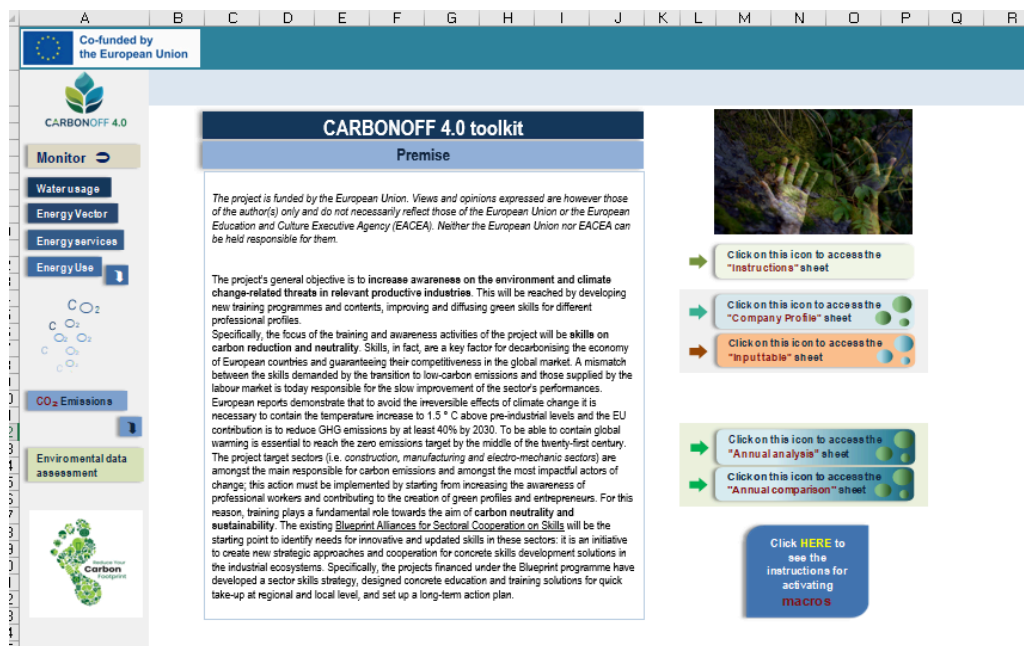 A B C D E F G H I J K L M N O P Q R
Co-funded by
the European Union
CARBONOFF 4.0
Monitor
Water usage
Energy Vector
Energy services
Energy Use
CO2
CO2
O2 O2
C O2
CO2
CO₂ Emissions
Enviromental data
assessment
Reduce Your
Carbon
Footprint
CARBONOFF 4.0 toolkit
Premise
The project is funded by the European Union. Views and opinions expressed are however those
of the author(s) only and do not necessarily reflect those of the European Union or the European
Education and Culture Executive Agency (EACEA). Neither the European Union nor EACEA can
be held responsible for them.
The project's general objective is to increase awareness on the environment and climate
change-related threats in relevant productive industries. This will be reached by developing
new training programmes and contents, improving and diffusing green skills for different
professional profiles.
Specifically, the focus of the training and awareness activities of the project will be skills on
carbon reduction and neutrality. Skills, in fact, are a key factor for decarbonising the economy
of European countries and guaranteeing their competitiveness in the global market. A mismatch
between the skills demanded by the transition to low-carbon emissions and those supplied by the
labour market is today responsible for the slow improvement of the sector's performances.
European reports demonstrate that to avoid the irreversible effects of climate change it is
necessary to contain the temperature increase to 1.5 ° C above pre-industrial levels and the EU
contribution is to reduce GHG emissions by at least 40% by 2030. To be able to contain global
warming is essential to reach the zero emissions target by the middle of the twenty-first century.
The project target sectors (i.e. construction, manufacturing and electro-mechanic sectors) are
amongst the main responsible for carbon emissions and amongst the most impactful actors of
change; this action must be implemented by starting from increasing the awareness of
professional workers and contributing to the creation of green profiles and entrepreneurs. For this
reason, training plays a fundamental role towards the aim of carbon neutrality and
sustainability. The existing Blueprint Alliances for Sectoral Cooperation on Skills will be the
starting point to identify needs for innovative and updated skills in these sectors: it is an initiative
to create new strategic approaches and cooperation for concrete skills development solutions in
the industrial ecosystems. Specifically, the projects financed under the Blueprint programme have
developed a sector skills strategy, designed concrete education and training solutions for quick
take-up at regional and local level, and set up a long-term action plan.
Click on this icon to access the
"Instructions" sheet
Click on this icon to access the
"Company Profile" sheet
Click on this icon to access the
"Inputtable" sheet
Click on this icon to access the
"Annual analysis" sheet
Click on this icon to access the
"Annual comparison" sheet
Click HERE to
see the
instructions for
activating
macros